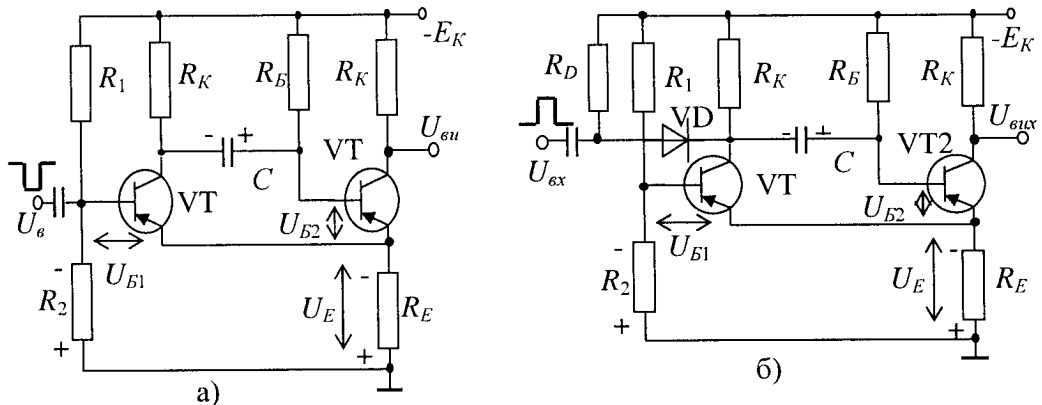 -E_K
R_1
R_K
R_Б
R_K
U_ви
- +
C
VT
VT
U_в
U_Б2
U_Б1
-
R_2
+
U_E
-
R_E
+
а)
-E_K
R_D
R_1
R_K
R_Б
R_K
VD
U_вих
- +
C
VT2
U_вх
VT
U_Б2
U_Б1
-
R_2
+
U_E
-
R_E
+
б)